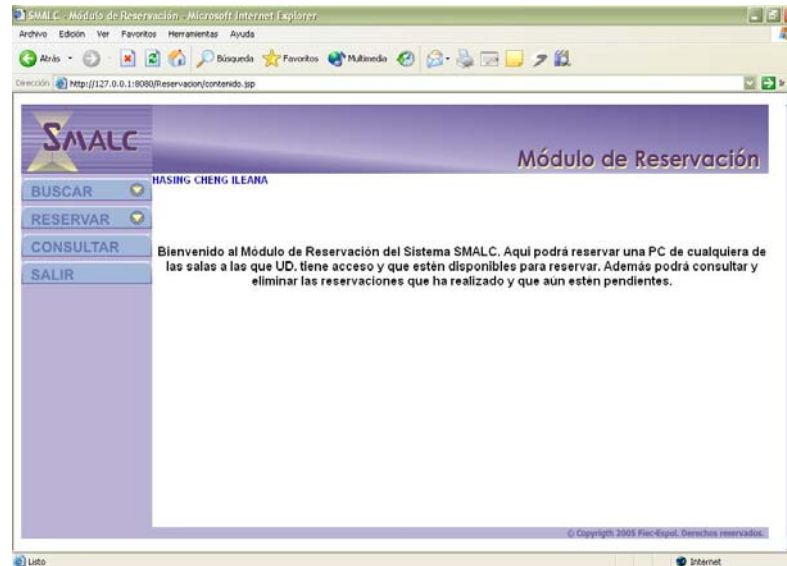 SMALC - Módulo de Reservación - Microsoft Internet Explorer
Archivo Edición Ver Favoritos Herramientas Ayuda
Atrás Búsqueda Favoritos Multimedia
Dirección http://127.0.0.1:8080/Reservacion/contenido.jsp Ir
SMALC
Módulo de Reservación
HASING CHENG ILEANA
BUSCAR
RESERVAR
CONSULTAR
SALIR
Bienvenido al Módulo de Reservación del Sistema SMALC. Aqui podrá reservar una PC de cualquiera de
las salas a las que UD. tiene acceso y que estén disponibles para reservar. Además podrá consultar y
eliminar las reservaciones que ha realizado y que aún estén pendientes.
© Copyrigth 2005 Fiec-Espol. Derechos reservados.
Listo Internet